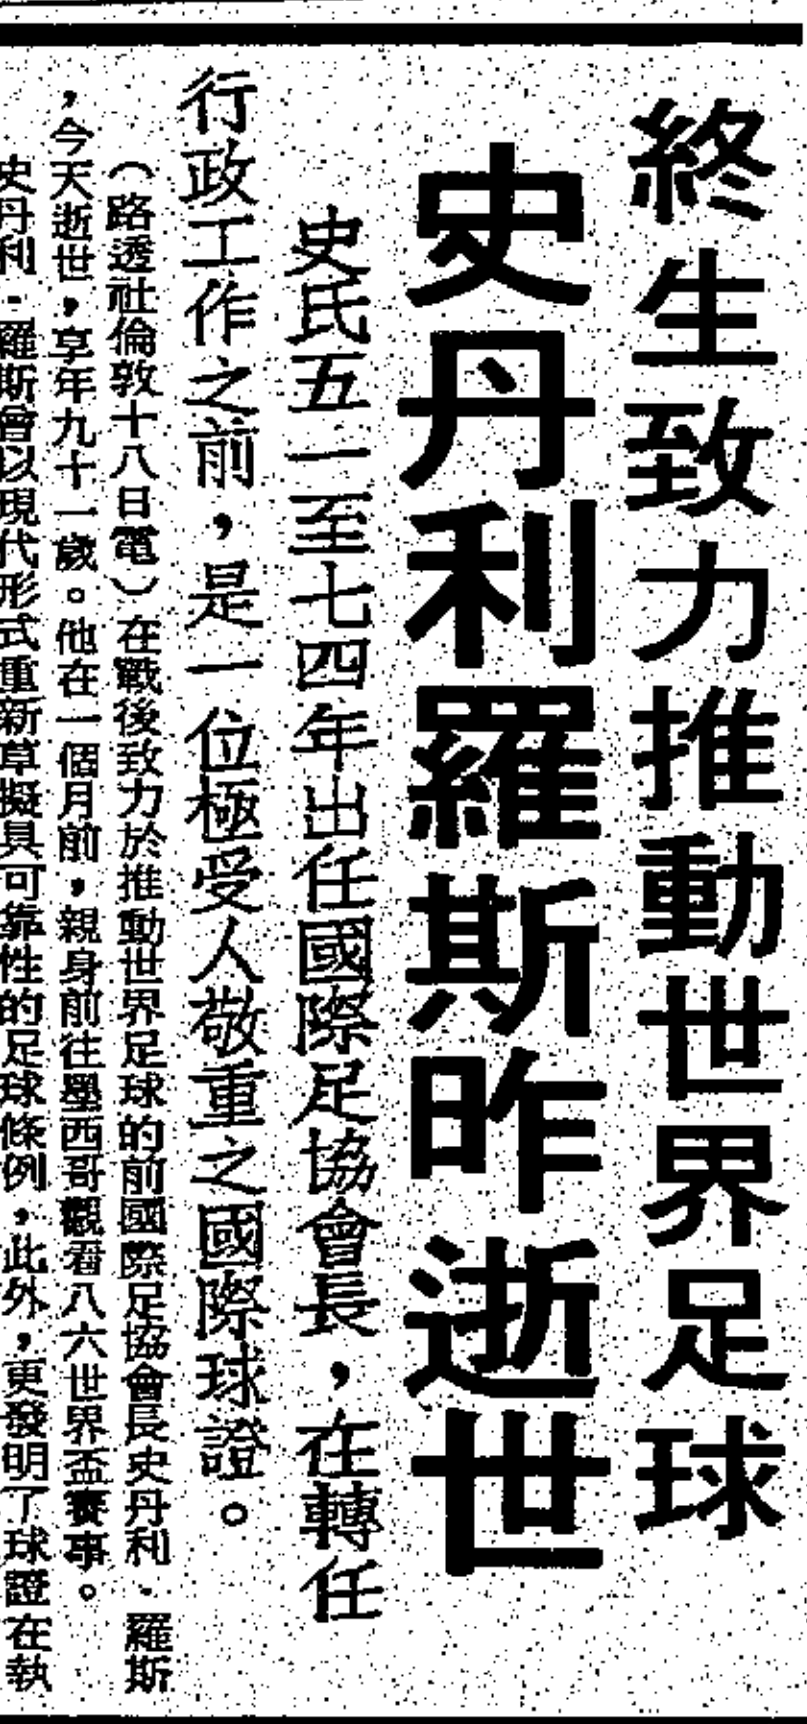 終生致力推動世界足球
史丹利羅斯昨逝世
史氏五一至七四年出任國際足協會長，在轉任
行政工作之前，是一位極受人敬重之國際球證。
（路透社倫敦十八日電）在戰後致力於推動世界足球的前國際足協會長史丹利．羅斯
，今天逝世，享年九十一歲。他在一個月前，親身前往墨西哥觀看八六世界盃賽事。
史丹利．羅斯曾以現代形式重新草擬具可靠性的足球條例，此外，更發明了球證在執